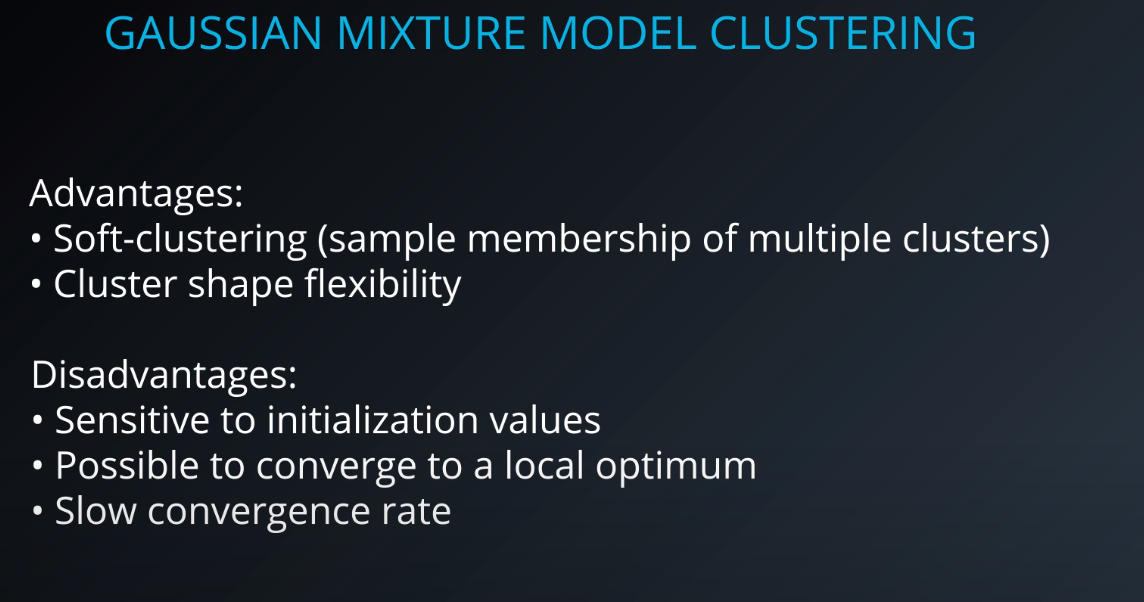 GAUSSIAN MIXTURE MODEL CLUSTERING
Advantages:
• Soft-clustering (sample membership of multiple clusters)
• Cluster shape flexibility
Disadvantages:
• Sensitive to initialization values
• Possible to converge to a local optimum
• Slow convergence rate